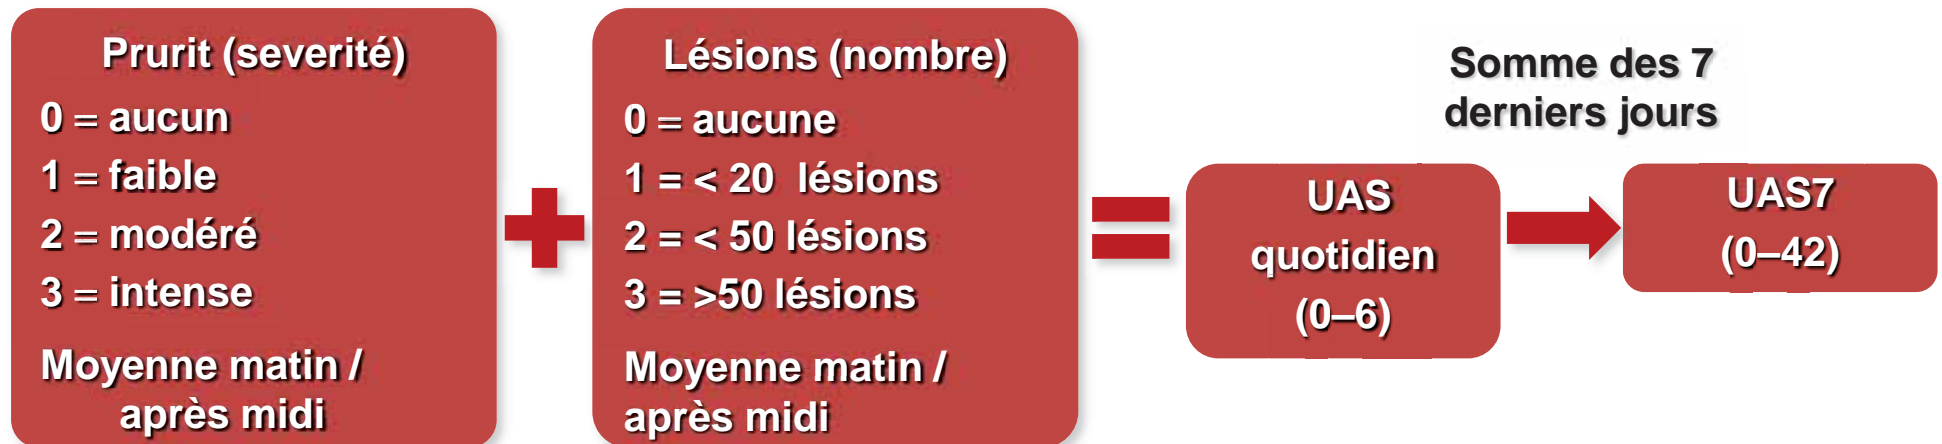 Prurit (severité)
0 = aucun
1 = faible
2 = modéré
3 = intense
Moyenne matin /
après midi
Lésions (nombre)
0 = aucune
1 = < 20 lésions
2 = < 50 lésions
3 = >50 lésions
Moyenne matin /
après midi
UAS
quotidien
(0–6)
Somme des 7
derniers jours
UAS7
(0–42)